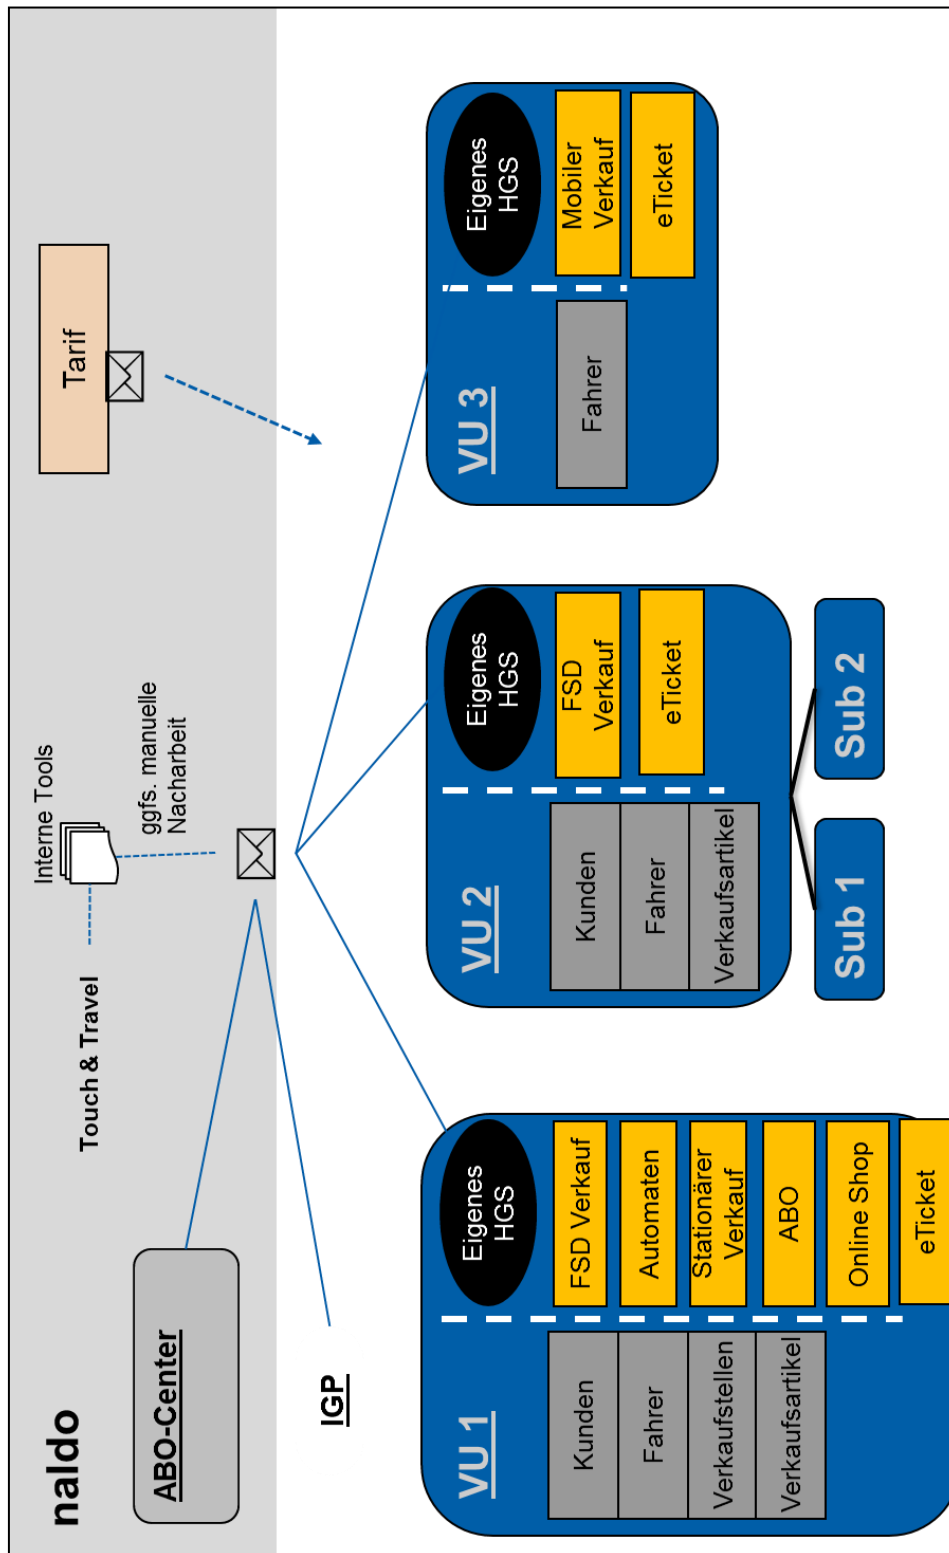 naldo
ABO-Center
Touch & Travel
Interne Tools
ggfs. manuelle
Nacharbeit
Tarif
IGP
VU 1
Eigenes
HGS
Kunden
Fahrer
Verkaufstellen
Verkaufsartikel
FSD Verkauf
Automaten
Stationärer
Verkauf
ABO
Online Shop
eTicket
VU 2
Eigenes
HGS
Kunden
Fahrer
Verkaufsartikel
FSD
Verkauf
eTicket
Sub 1
Sub 2
VU 3
Eigenes
HGS
Fahrer
Mobiler
Verkauf
eTicket